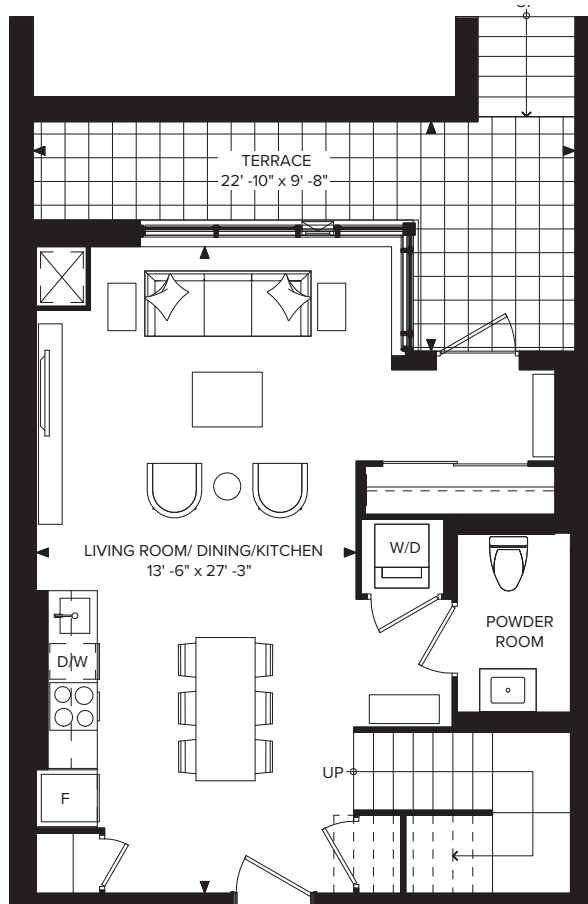 TERRACE
22' -10" x 9' -8"
LIVING ROOM/ DINING/KITCHEN
13' -6" x 27' -3"
W/D
POWDER
ROOM
D/W
UP
F